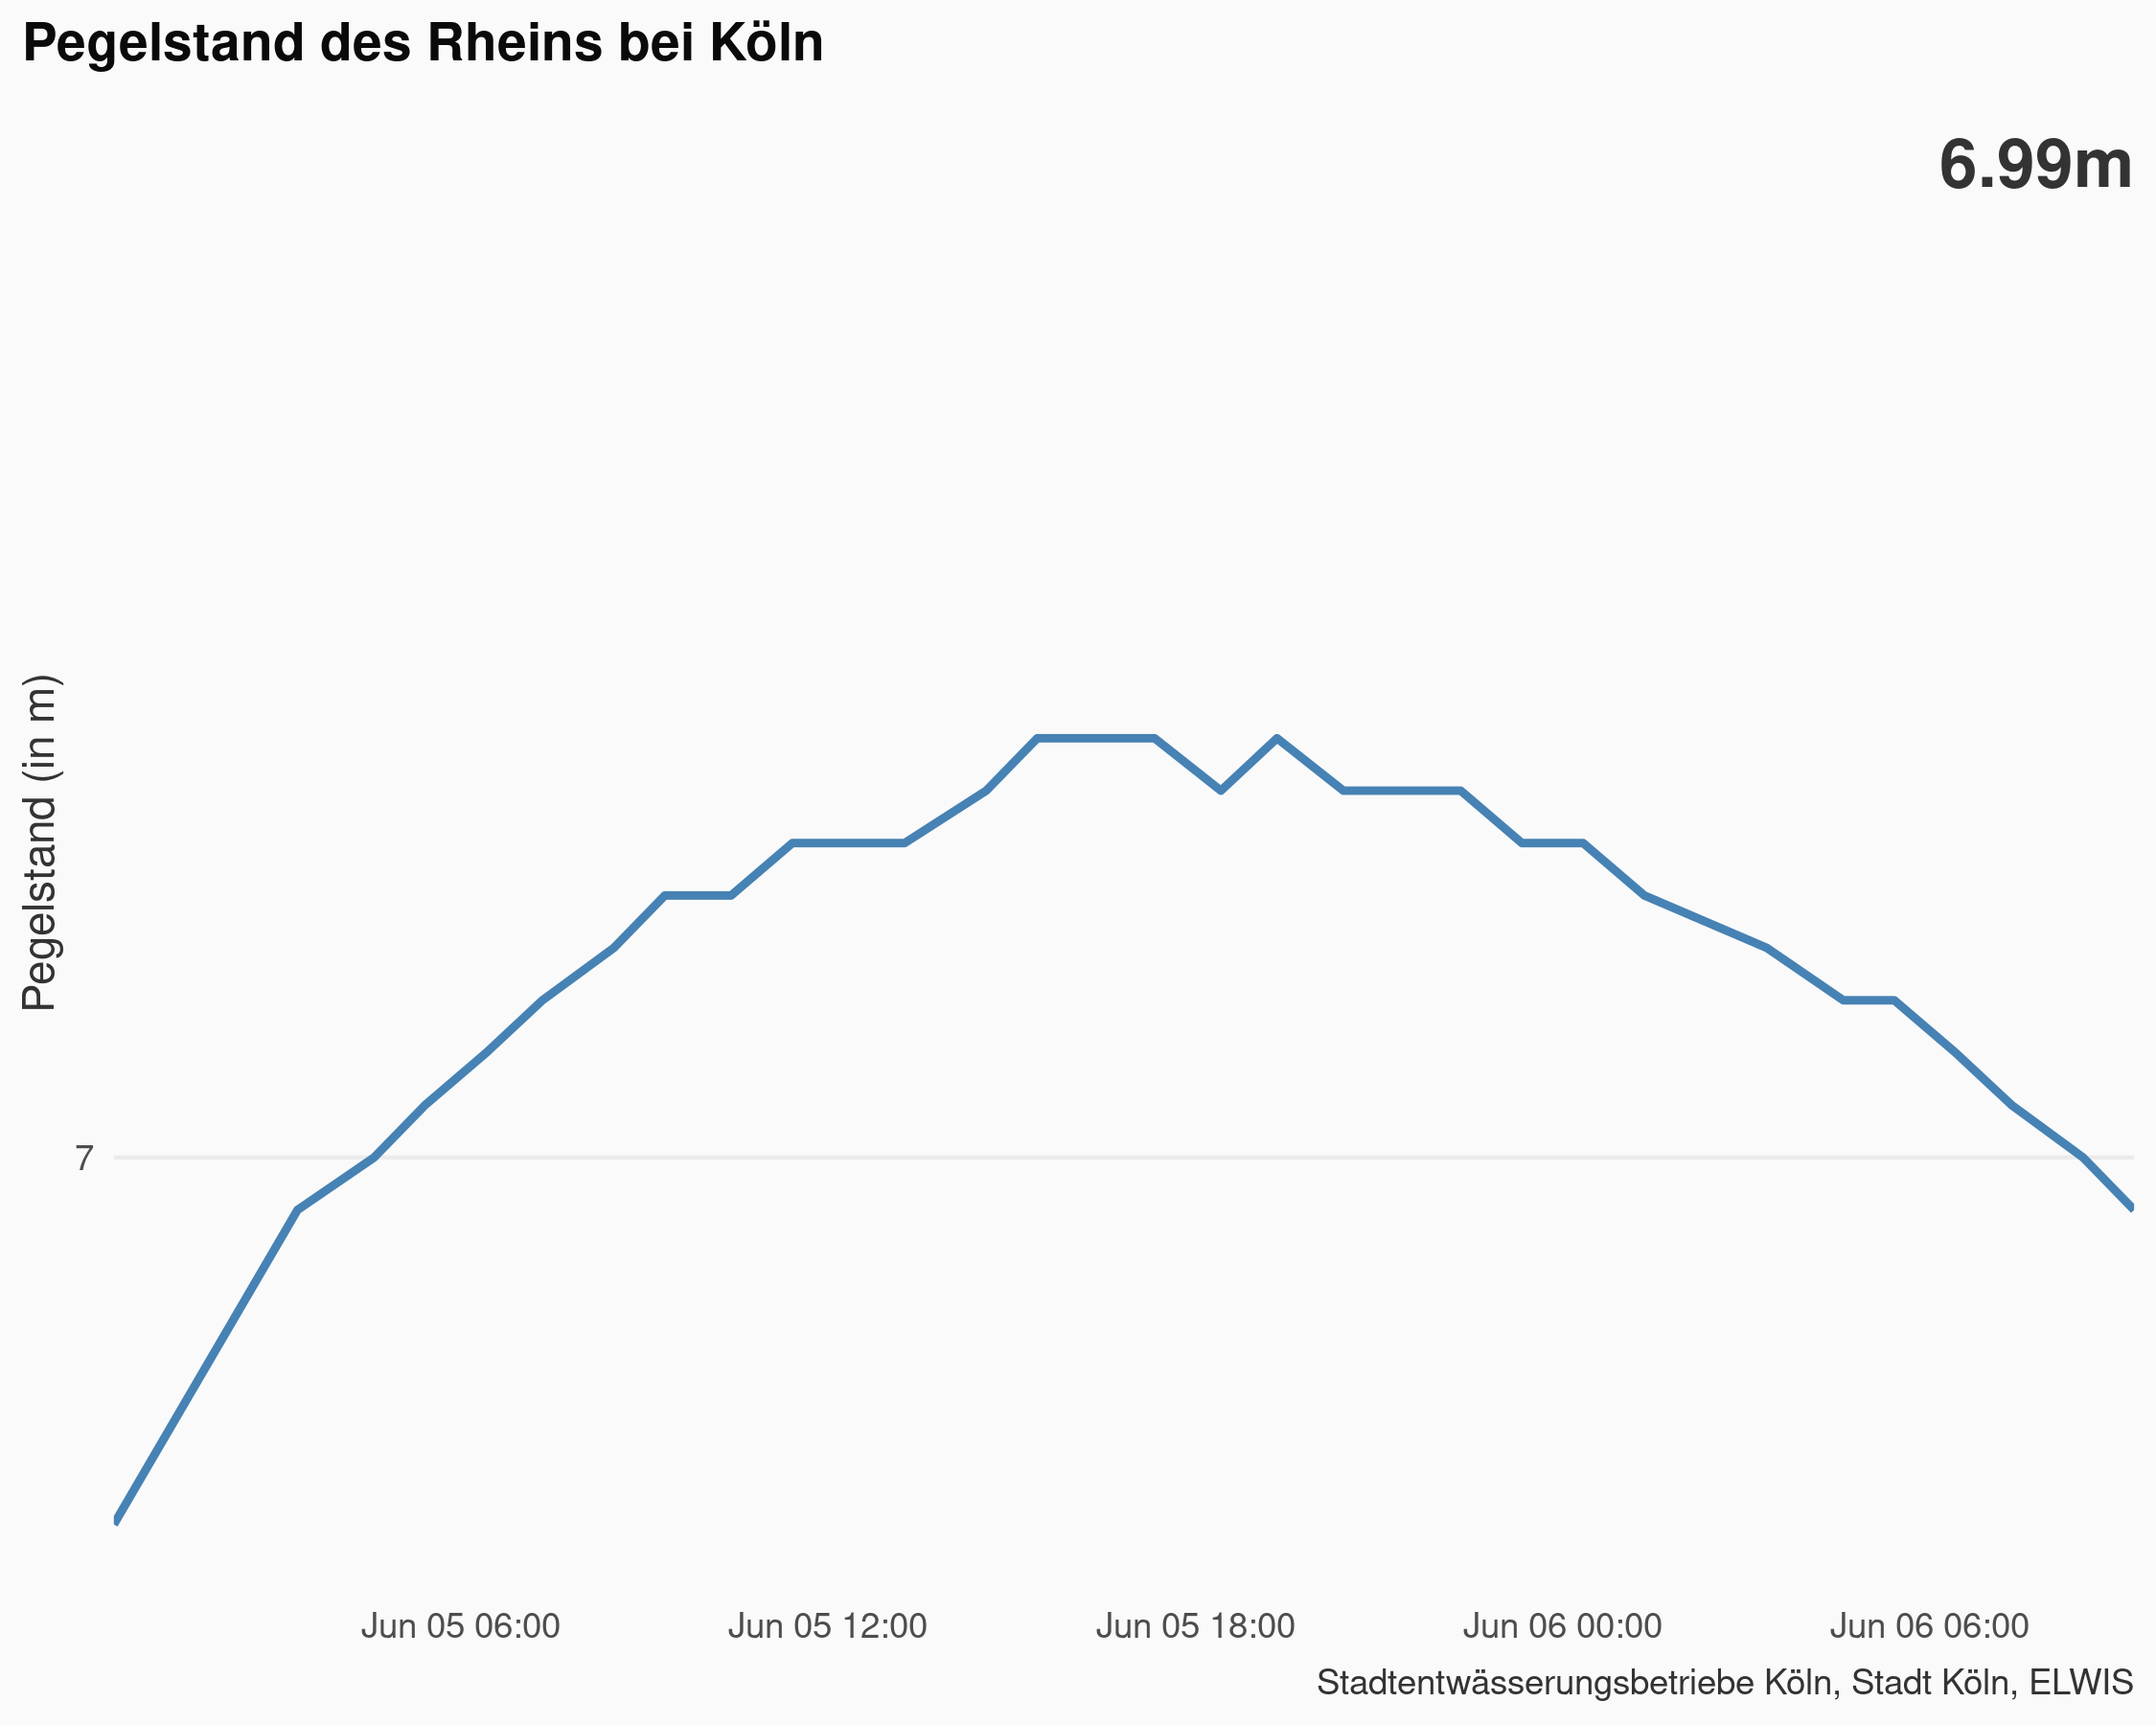 Pegelstand des Rheins bei Köln
6.99m
Pegelstand (in m)
7
Jun 05 06:00
Jun 05 12:00
Jun 05 18:00
Jun 06 00:00
Jun 06 06:00
Stadtentwässerungsbetriebe Köln, Stadt Köln, ELWIS